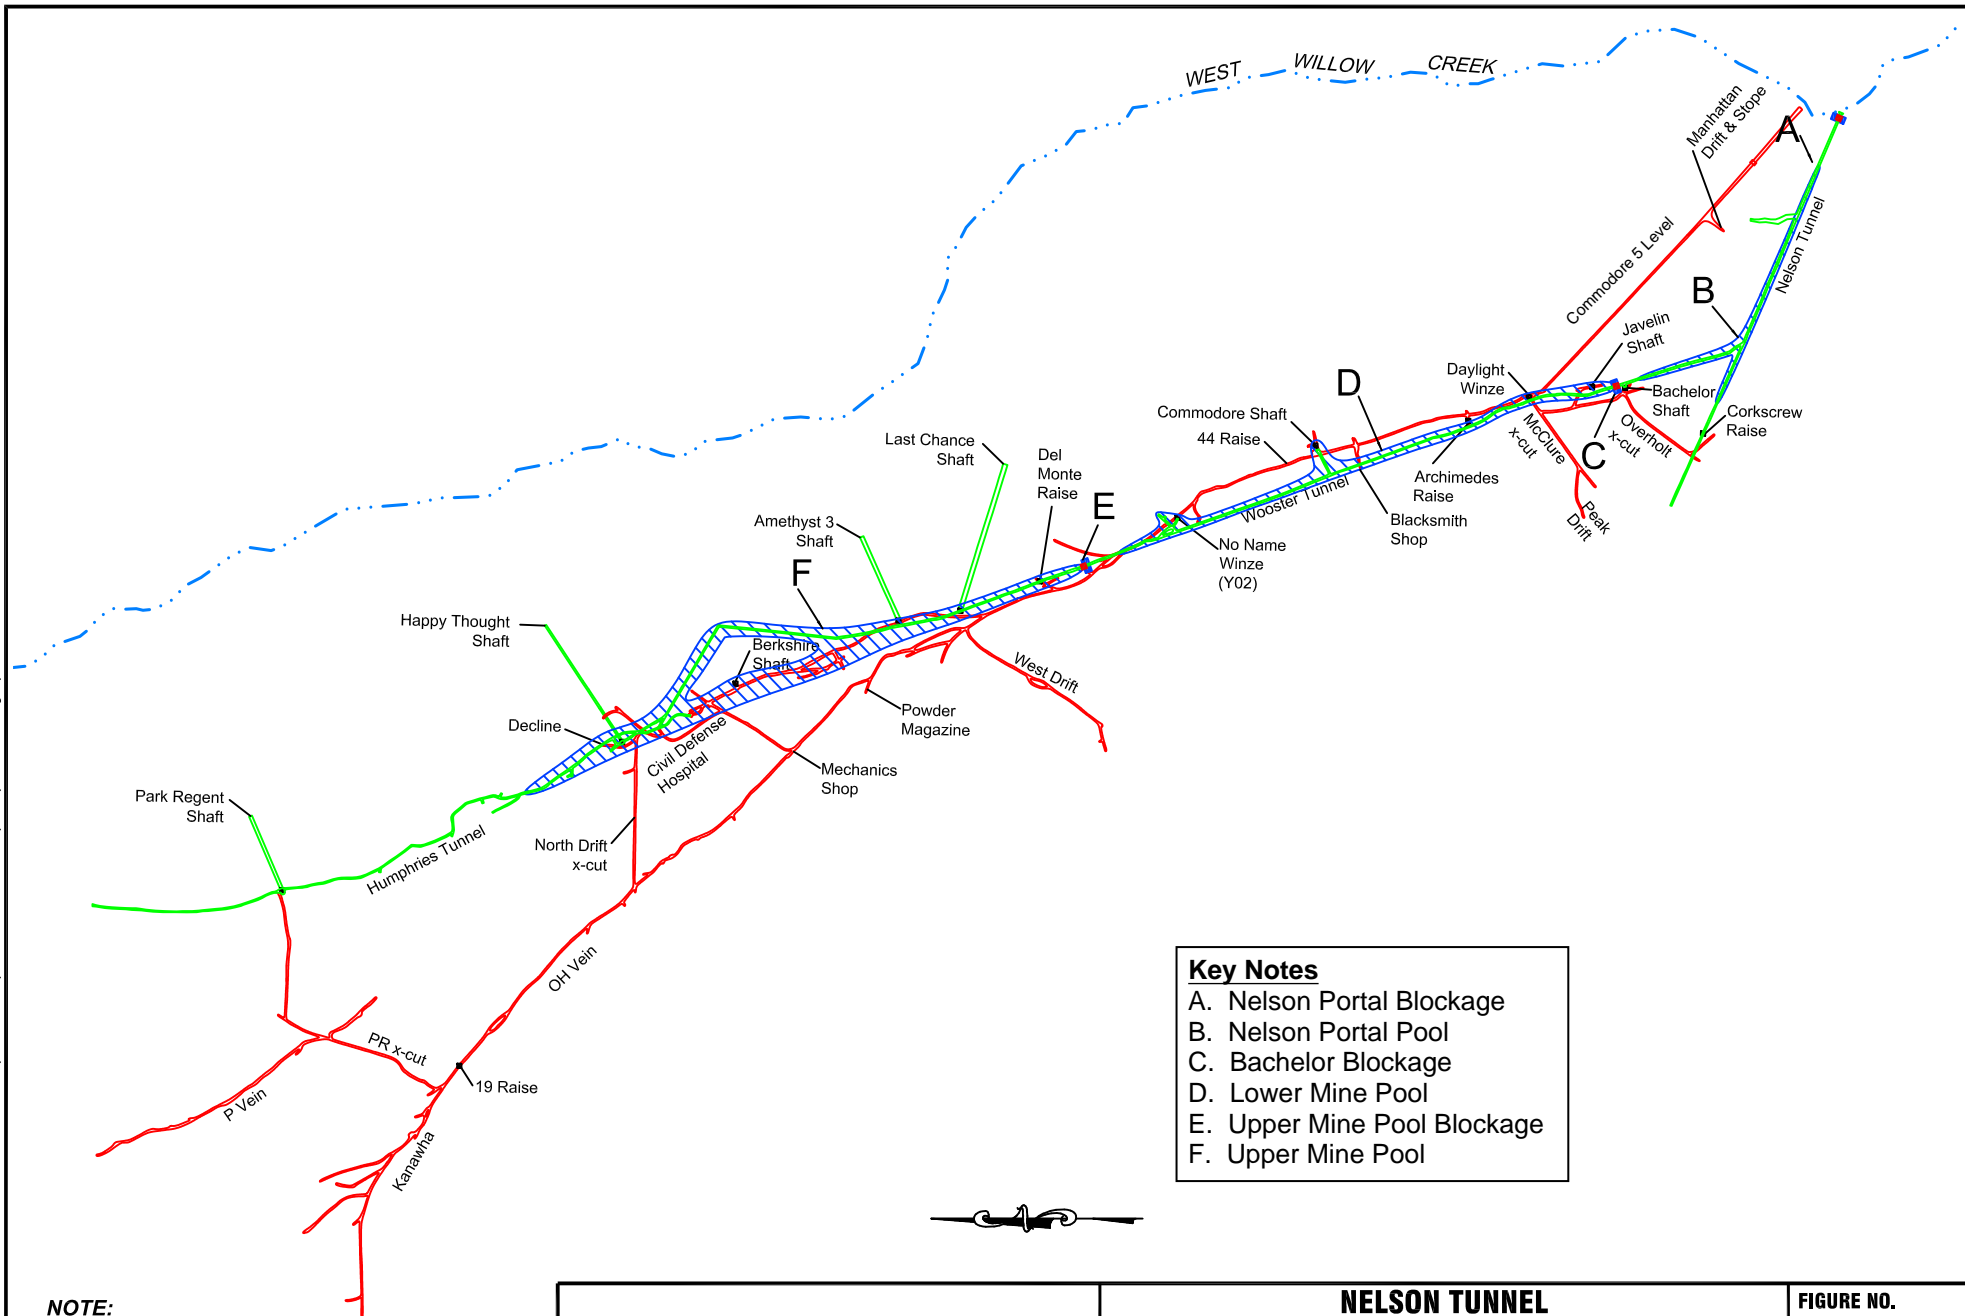 WEST WILLOW CREEK
Manhattan
Drift & Stope
A
Nelson Tunnel
Commodore 5 Level
B
Javelin
Shaft
Daylight
Winze
D
Bachelor
Shaft
Corkscrew
Raise
Commodore Shaft
44 Raise
McClure
x-cut
Overholt
x-cut
C
Last Chance
Shaft
Del
Monte
Raise
Archimedes
Raise
Wooster Tunnel
Blacksmith
Shop
Peak
Drift
E
Amethyst 3
Shaft
No Name
Winze
(Y02)
F
Happy Thought
Shaft
Berkshire
Shaft
West Drift
Powder
Magazine
Decline
Civil Defense
Hospital
Mechanics
Shop
Park Regent
Shaft
Humphries Tunnel
North Drift
x-cut
OH Vein
PR x-cut
19 Raise
P Vein
Kanawha
Key Notes
A. Nelson Portal Blockage
B. Nelson Portal Pool
C. Bachelor Blockage
D. Lower Mine Pool
E. Upper Mine Pool Blockage
F. Upper Mine Pool
NOTE:
NELSON TUNNEL
FIGURE NO.